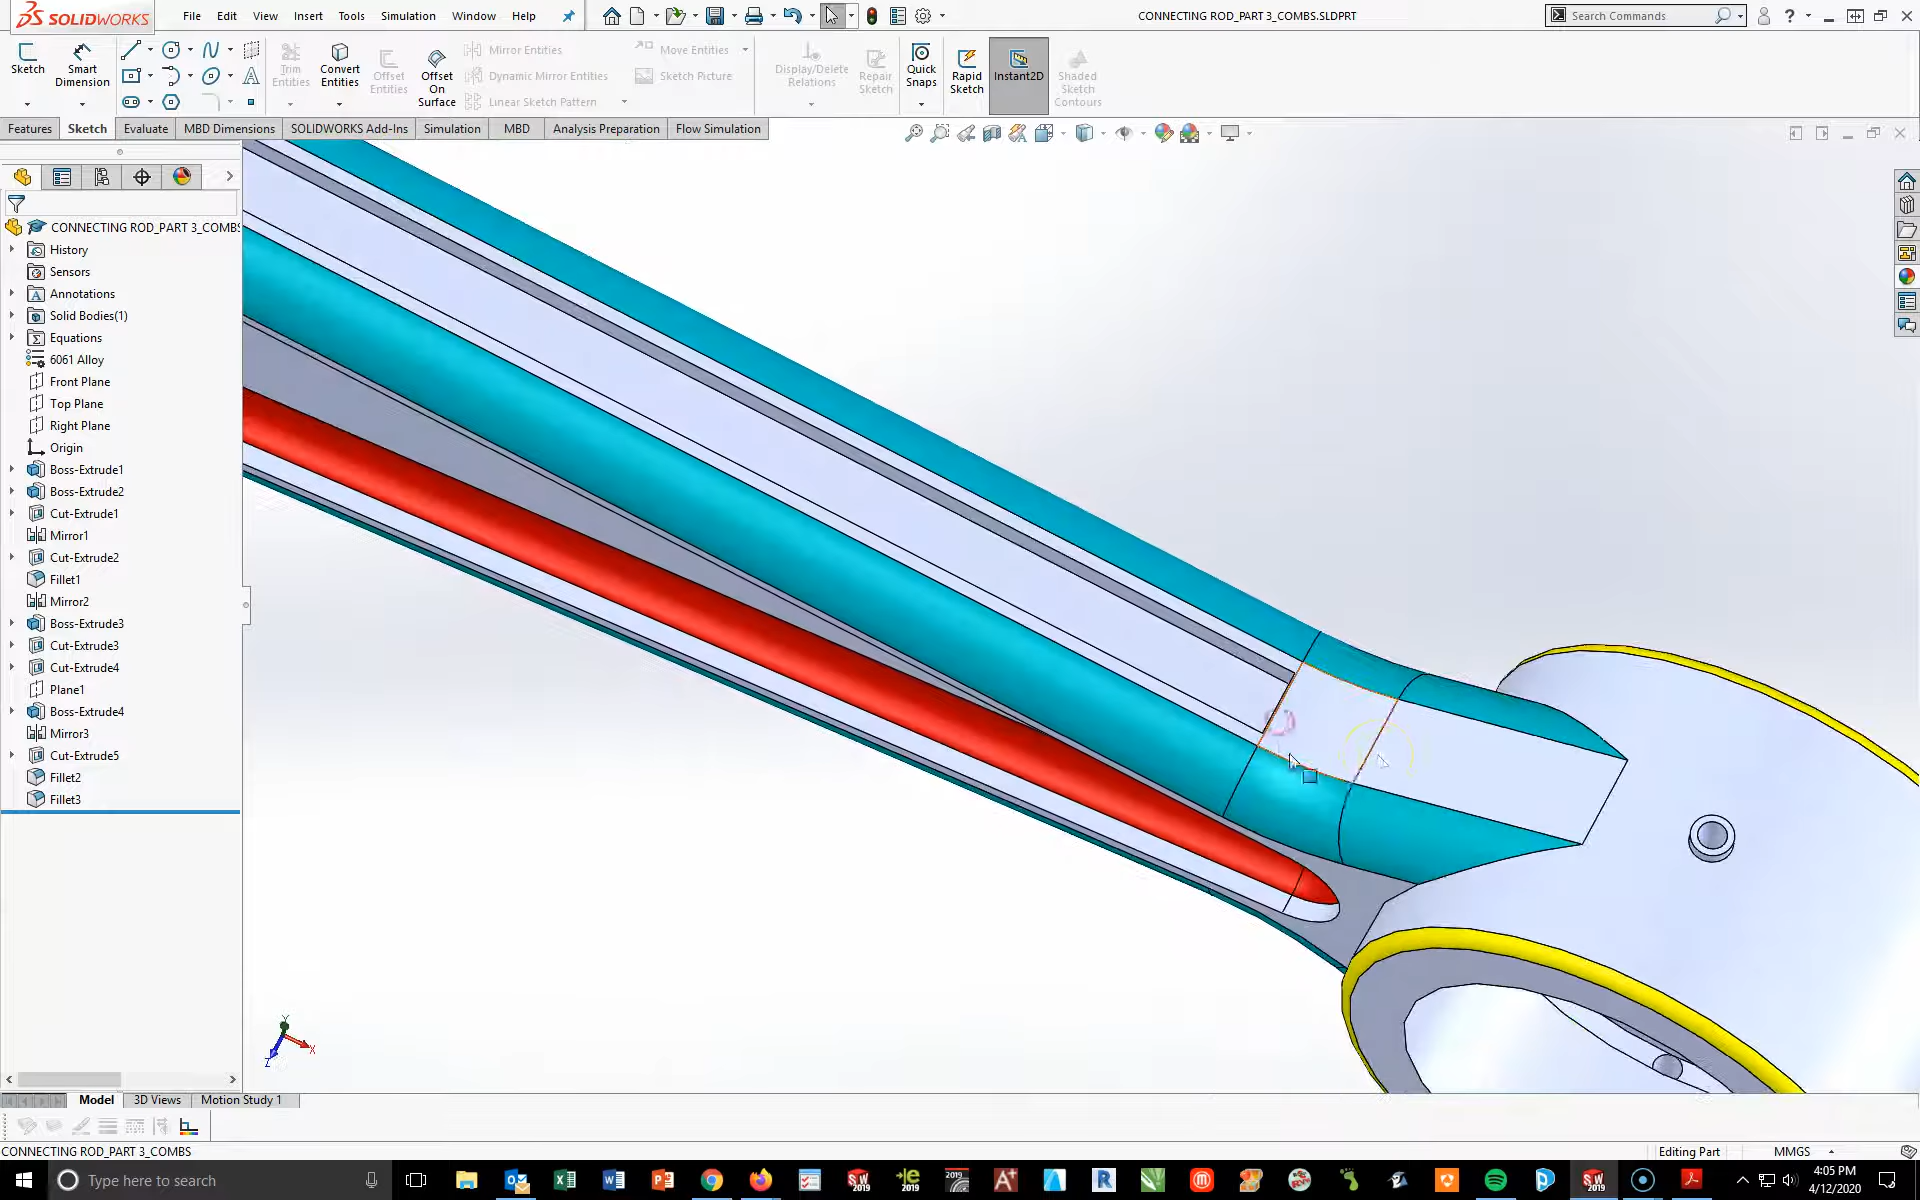 SOLIDWORKS
File Edit View Insert Tools Simulation Window Help
CONNECTING ROD_PART 3_COMBS.SLDPRT
Search Commands
Sketch
Smart Dimension
Trim Entities
Convert Entities
Offset Entities
Offset On Surface
Mirror Entities
Dynamic Mirror Entities
Linear Sketch Pattern
Move Entities
Sketch Picture
Display/Delete Relations
Repair Sketch
Quick Snaps
Rapid Sketch
Instant2D
Shaded Sketch Contours
Features Sketch Evaluate MBD Dimensions SOLIDWORKS Add-Ins Simulation MBD Analysis Preparation Flow Simulation
CONNECTING ROD_PART 3_COMBS
History
Sensors
Annotations
Solid Bodies(1)
Equations
6061 Alloy
Front Plane
Top Plane
Right Plane
Origin
Boss-Extrude1
Boss-Extrude2
Cut-Extrude1
Mirror1
Cut-Extrude2
Fillet1
Mirror2
Boss-Extrude3
Cut-Extrude3
Cut-Extrude4
Plane1
Boss-Extrude4
Mirror3
Cut-Extrude5
Fillet2
Fillet3
Y
X
Z
Model 3D Views Motion Study 1
CONNECTING ROD_PART 3_COMBS
Editing Part MMGS
Type here to search
4:05 PM
4/12/2020